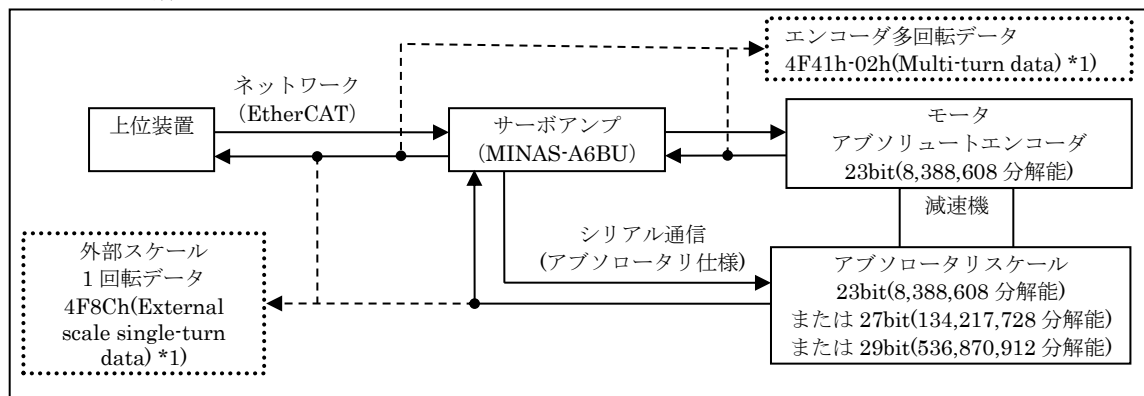 エンコーダ多回転データ
4F41h-02h(Multi-turn data) *1)
ネットワーク
(EtherCAT)
上位装置
サーボアンプ
(MINAS-A6BU)
モータ
アブソリュートエンコーダ
23bit(8,388,608 分解能)
減速機
シリアル通信
(アブソロータリ仕様)
外部スケール
1 回転データ
4F8Ch(External
scale single-turn
data) *1)
アブソロータリスケール
23bit(8,388,608 分解能)
または 27bit(134,217,728 分解能)
または 29bit(536,870,912 分解能)